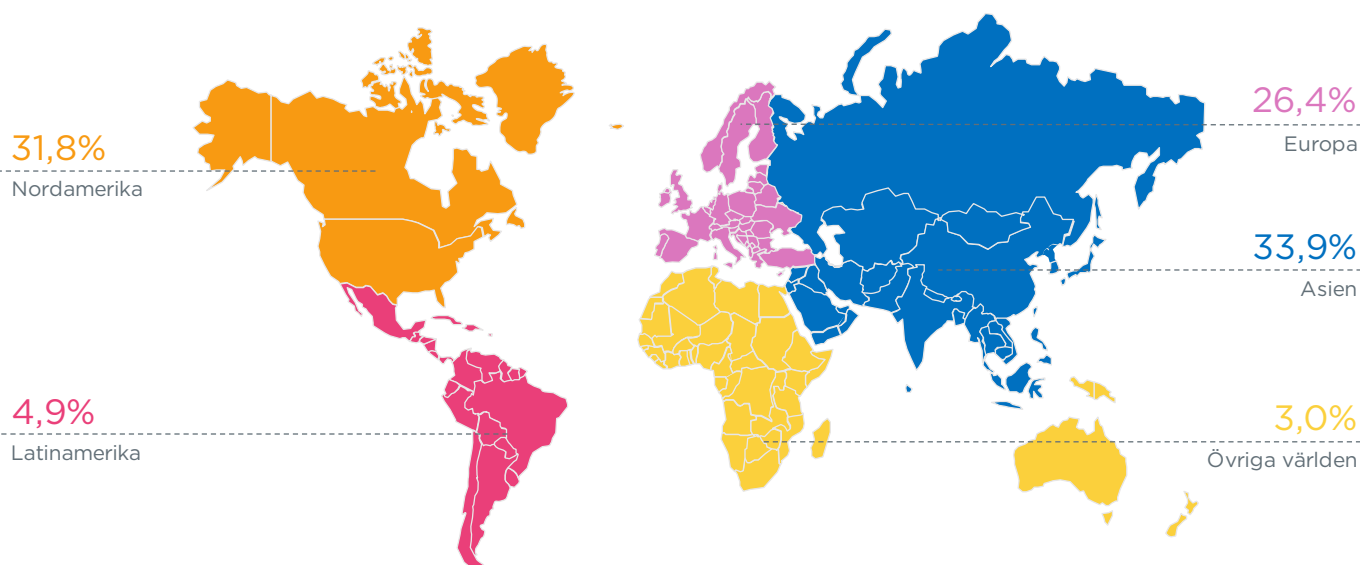 31,8%
Nordamerika
4,9%
Latinamerika
26,4%
Europa
33,9%
Asien
3,0%
Övriga världen